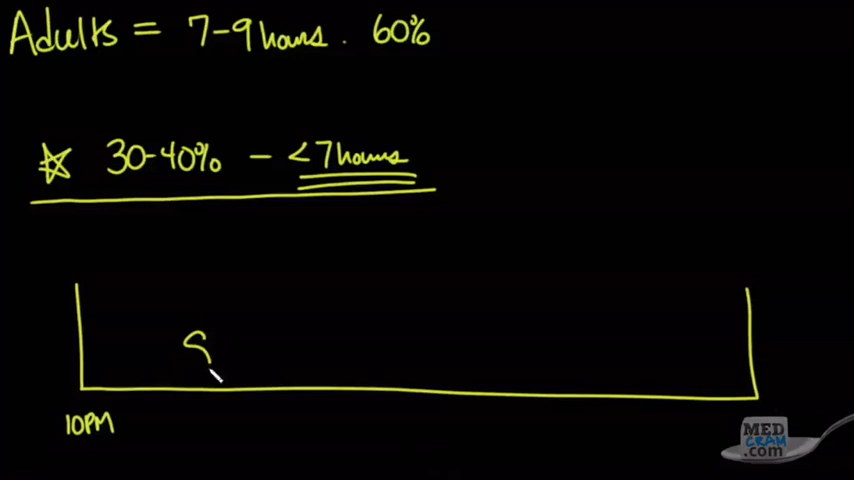 Adults = 7-9 hours. 60%
☆ 30-40% - <7 hours
10PM
MED
CRAM
.com